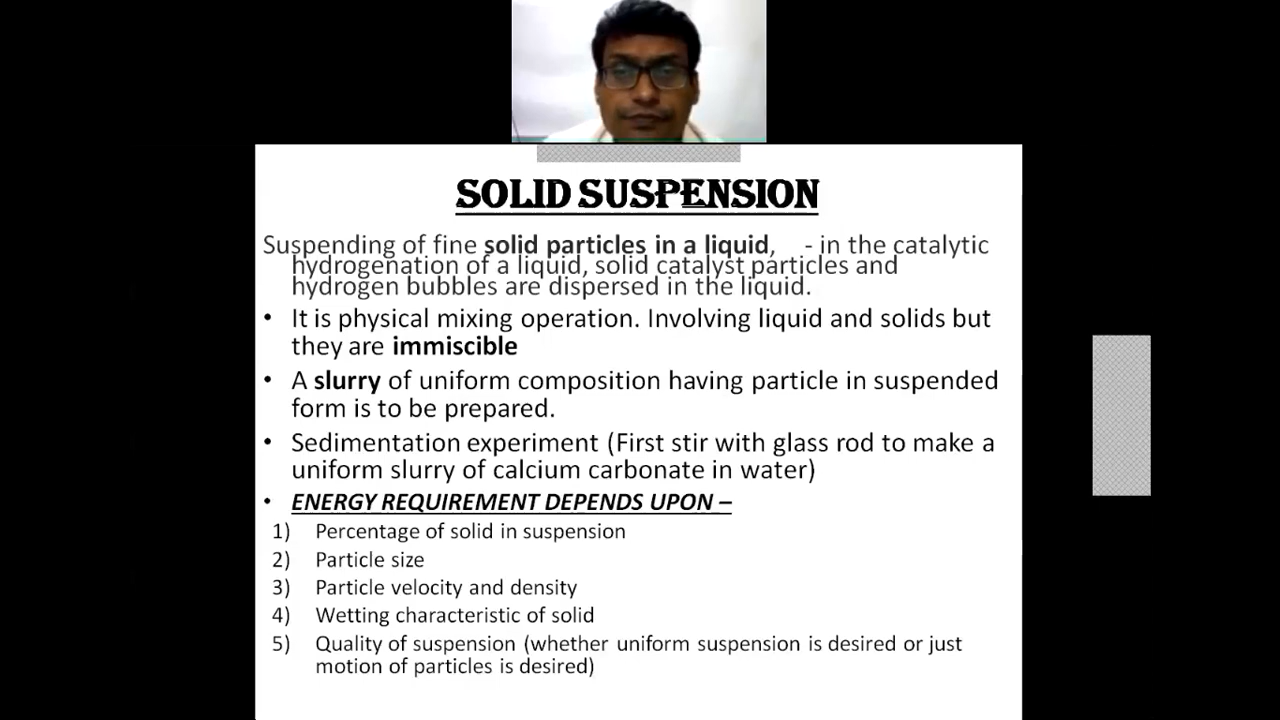 SOLID SUSPENSION
Suspending of fine solid particles in a liquid, - in the catalytic
hydrogenation of a liquid, solid catalyst particles and
hydrogen bubbles are dispersed in the liquid.
• It is physical mixing operation. Involving liquid and solids but
they are immiscible
• A slurry of uniform composition having particle in suspended
form is to be prepared.
• Sedimentation experiment (First stir with glass rod to make a
uniform slurry of calcium carbonate in water)
• ENERGY REQUIREMENT DEPENDS UPON –
1) Percentage of solid in suspension
2) Particle size
3) Particle velocity and density
4) Wetting characteristic of solid
5) Quality of suspension (whether uniform suspension is desired or just
motion of particles is desired)